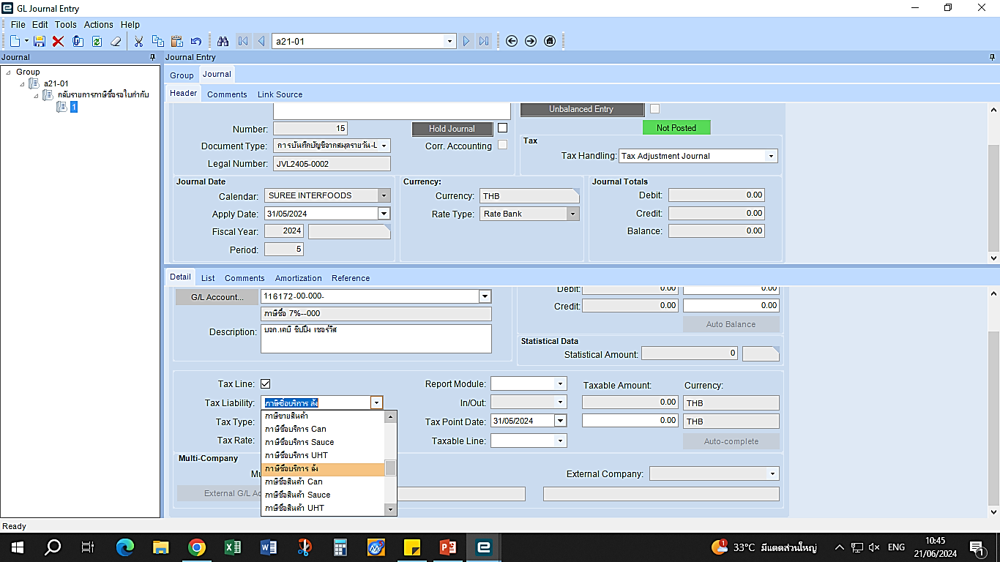 GL Journal Entry
File Edit Tools Actions Help
a21-01
Journal
Journal Entry
Group
a21-01
กลับรายการภาษีซื้อรอใบกำกับ
1
Group Journal
Header Comments Link Source
Unbalanced Entry
Number: 15
Hold Journal
Not Posted
Document Type: การบันทึกบัญชีจากสมุดรายวัน-L
Corr. Accounting
Tax
Tax Handling: Tax Adjustment Journal
Legal Number: JVL2405-0002
Journal Date
Currency:
Journal Totals
Calendar: SUREE INTERFOODS
Currency: THB
Debit: 0.00
Apply Date: 31/05/2024
Rate Type: Rate Bank
Credit: 0.00
Fiscal Year: 2024
Balance: 0.00
Period: 5
Detail List Comments Amortization Reference
G/L Account... 116172-00-000-
Debit: 0.00 0.00
ภาษีซื้อ 7%--000
Credit: 0.00 0.00
Auto Balance
Description: บจก.เคบี ชิปปิ้ง เซอร์วิส
Statistical Data
Statistical Amount: 0
Tax Line:
Report Module:
Taxable Amount: Currency:
Tax Liability: ภาษีซื้อบริการ ลัง
In/Out:
0.00 THB
Tax Type:
Tax Point Date: 31/05/2024
0.00 THB
Tax Rate:
Taxable Line:
Auto-complete
ภาษีขายสินค้า
ภาษีซื้อบริการ Can
ภาษีซื้อบริการ Sauce
ภาษีซื้อบริการ UHT
ภาษีซื้อบริการ ลัง
ภาษีซื้อสินค้า Can
ภาษีซื้อสินค้า Sauce
ภาษีซื้อสินค้า UHT
Multi-Company
Mu
External Company:
External G/L Ac
Ready
33°C มีแดดส่วนใหญ่
ENG
10:45
21/06/2024
1